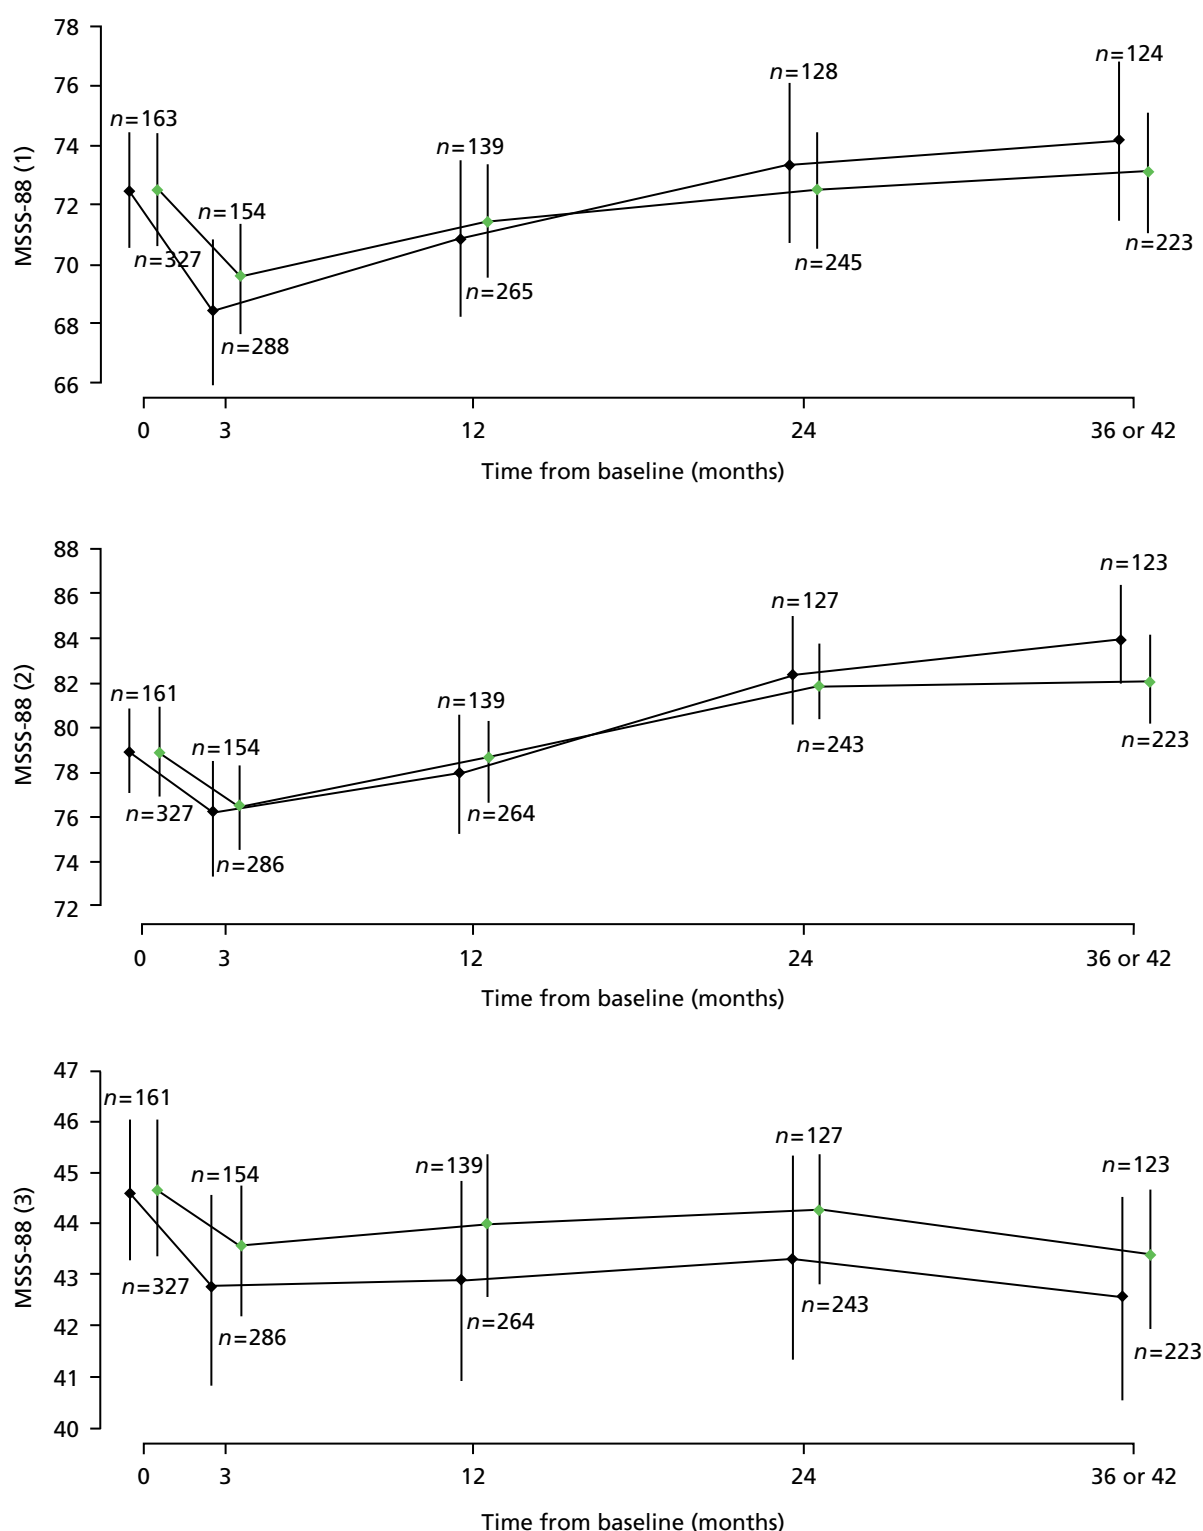 78
n=124
n=128
76
n=163
n=139
74
MSSS-88 (1)
n=154
72
n=223
n=327
n=245
70
n=265
68
n=288
66
0 3 12 24 36 or 42
Time from baseline (months)
88
n=123
86
n=127
84
n=161
n=139
82
MSSS-88 (2)
n=223
80
n=154
n=243
78
n=327
n=264
76
n=286
74
72
0 3 12 24 36 or 42
Time from baseline (months)
47
n=161
46
n=127
n=139
n=123
45
n=154
MSSS-88 (3)
44
n=327
43
n=243
n=264
42
n=286
n=223
41
40
0 3 12 24 36 or 42
Time from baseline (months)